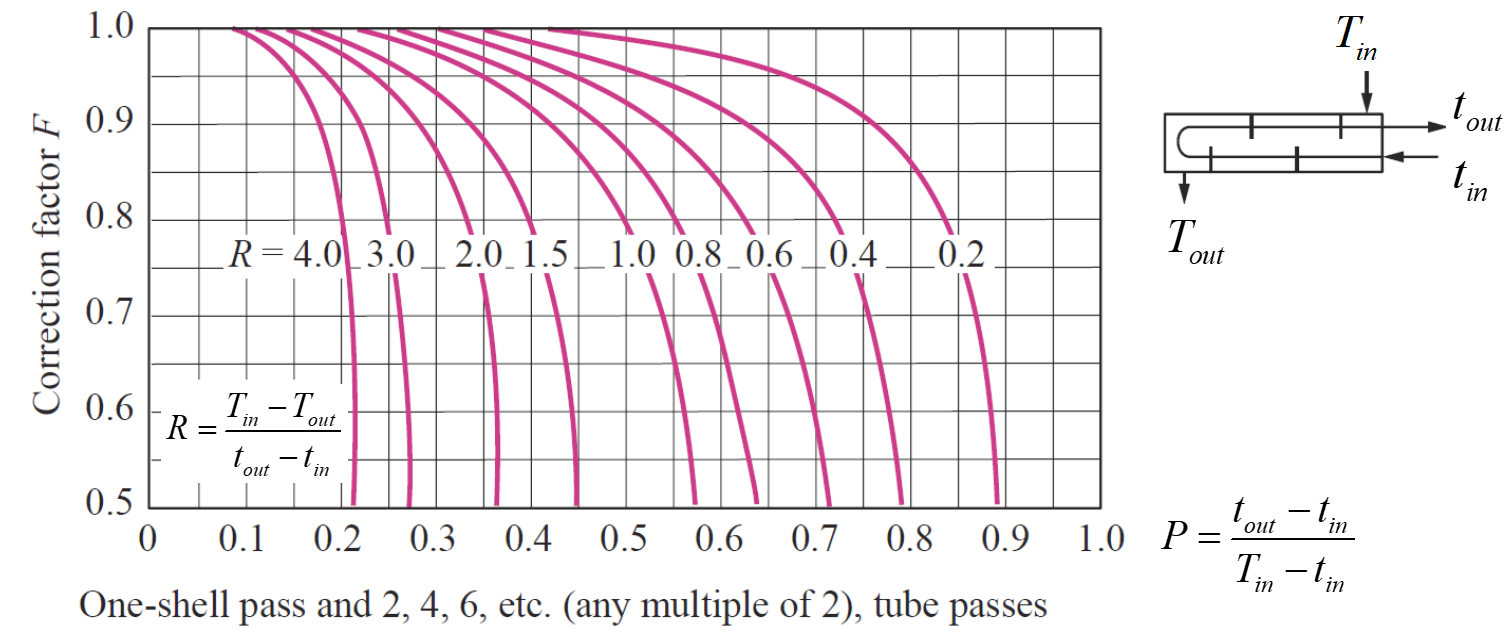 1.0
0.9
0.8
0.7
0.6
0.5
Correction factor F
R = 4.0 3.0 2.0 1.5 1.0 0.8 0.6 0.4 0.2
R = (T_in − T_out) / (t_out − t_in)
0 0.1 0.2 0.3 0.4 0.5 0.6 0.7 0.8 0.9 1.0
One-shell pass and 2, 4, 6, etc. (any multiple of 2), tube passes
T_in
t_out
t_in
T_out
P = (t_out − t_in) / (T_in − t_in)